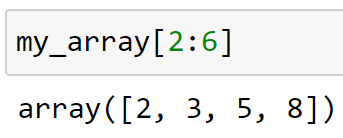 my_array[2:6]
array([2, 3, 5, 8])